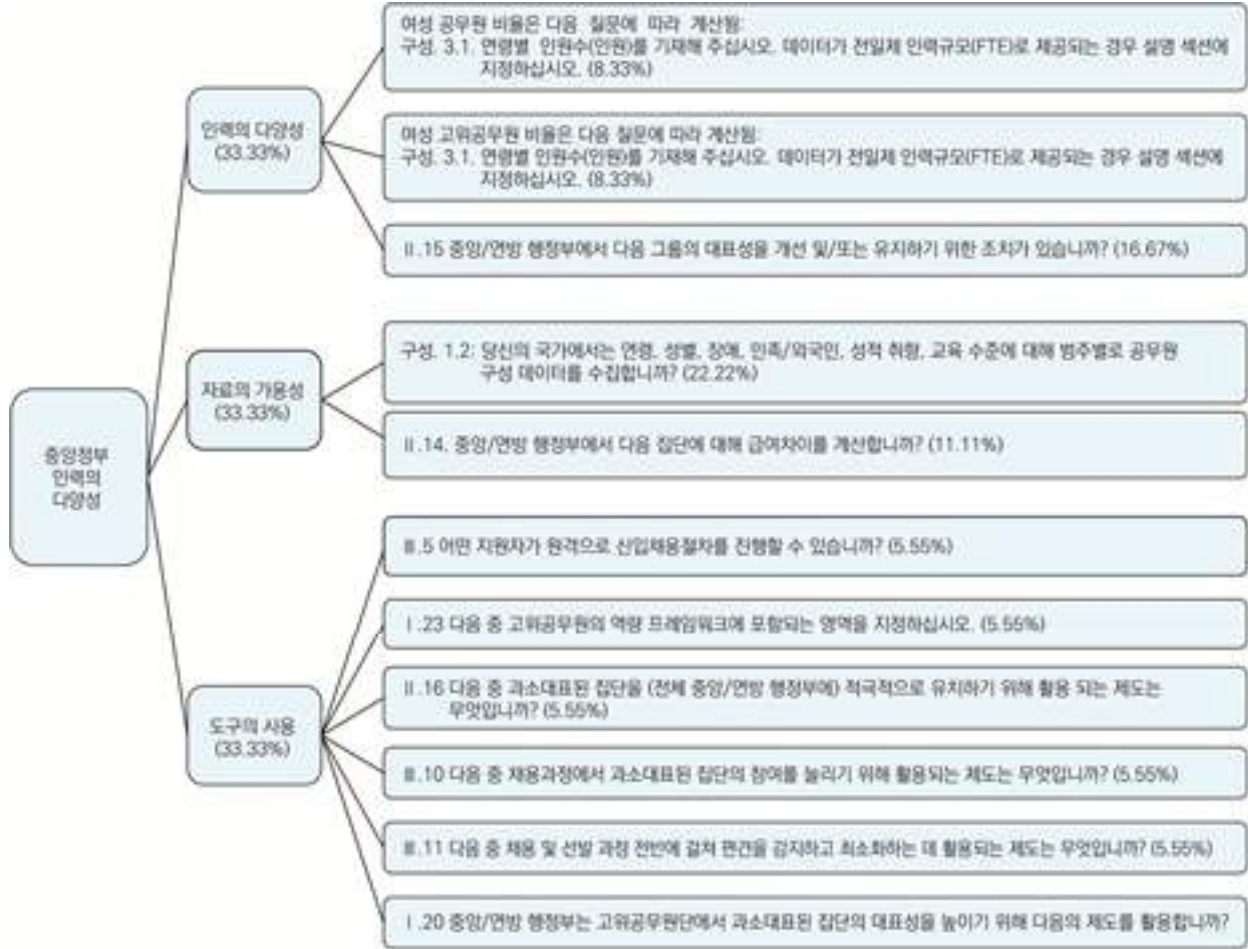 중앙정부
인력의
다양성
인력의 다양성
(33.33%)
여성 공무원 비율은 다음 질문에 따라 계산됨:
구성. 3.1. 연령별 인원수(인원)를 기재해 주십시오. 데이터가 전일제 인력규모(FTE)로 제공되는 경우 설명 섹션에
지정하십시오. (8.33%)
여성 고위공무원 비율은 다음 질문에 따라 계산됨:
구성. 3.1. 연령별 인원수(인원)를 기재해 주십시오. 데이터가 전일제 인력규모(FTE)로 제공되는 경우 설명 섹션에
지정하십시오. (8.33%)
Ⅱ.15 중앙/연방 행정부에서 다음 그룹의 대표성을 개선 및/또는 유지하기 위한 조치가 있습니까? (16.67%)
자료의 가용성
(33.33%)
구성. 1.2: 당신의 국가에서는 연령, 성별, 장애, 민족/외국인, 성적 취향, 교육 수준에 대해 범주별로 공무원
구성 데이터를 수집합니까? (22.22%)
Ⅱ.14. 중앙/연방 행정부에서 다음 집단에 대해 급여차이를 계산합니까? (11.11%)
도구의 사용
(33.33%)
Ⅲ.5 어떤 지원자가 원격으로 신입채용절차를 진행할 수 있습니까? (5.55%)
Ⅰ.23 다음 중 고위공무원의 역량 프레임워크에 포함되는 영역을 지정하십시오. (5.55%)
Ⅱ.16 다음 중 과소대표된 집단을 (전체 중앙/연방 행정부에) 적극적으로 유치하기 위해 활용 되는 제도는
무엇입니까? (5.55%)
Ⅲ.10 다음 중 채용과정에서 과소대표된 집단의 참여를 늘리기 위해 활용되는 제도는 무엇입니까? (5.55%)
Ⅲ.11 다음 중 채용 및 선발 과정 전반에 걸쳐 편견을 감지하고 최소화하는 데 활용되는 제도는 무엇입니까? (5.55%)
Ⅰ.20 중앙/연방 행정부는 고위공무원단에서 과소대표된 집단의 대표성을 높이기 위해 다음의 제도를 활용합니까?